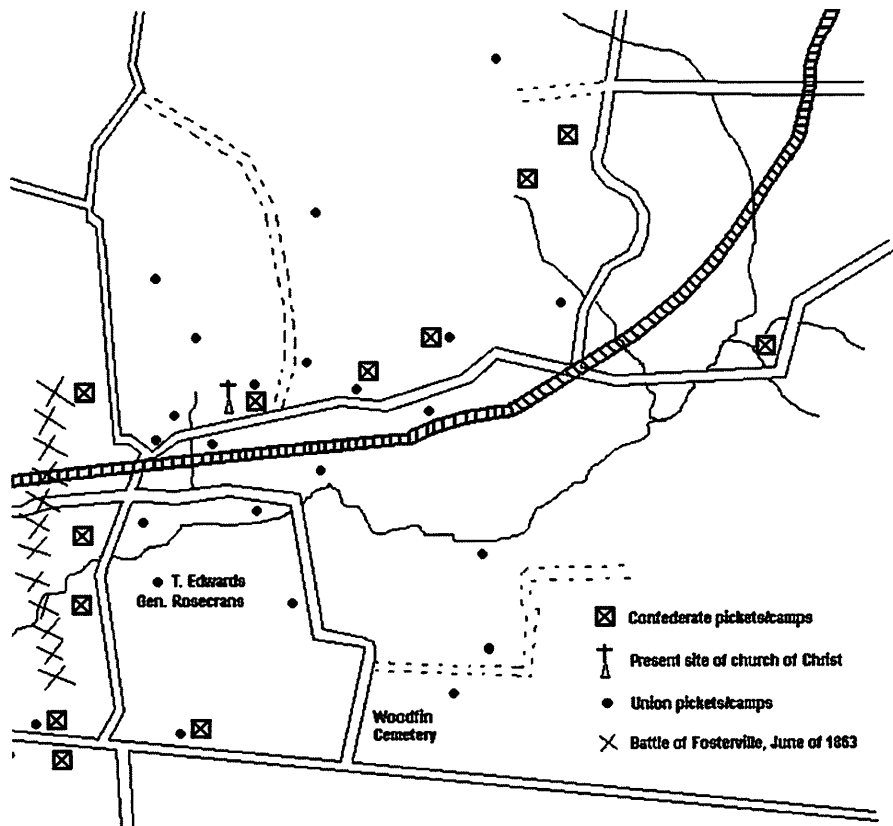 T. Edwards
Gen. Rosecrans
Woodfin
Cemetery
Confederate pickets/camps
Present site of church of Christ
Union pickets/camps
Battle of Fosterville, June of 1863